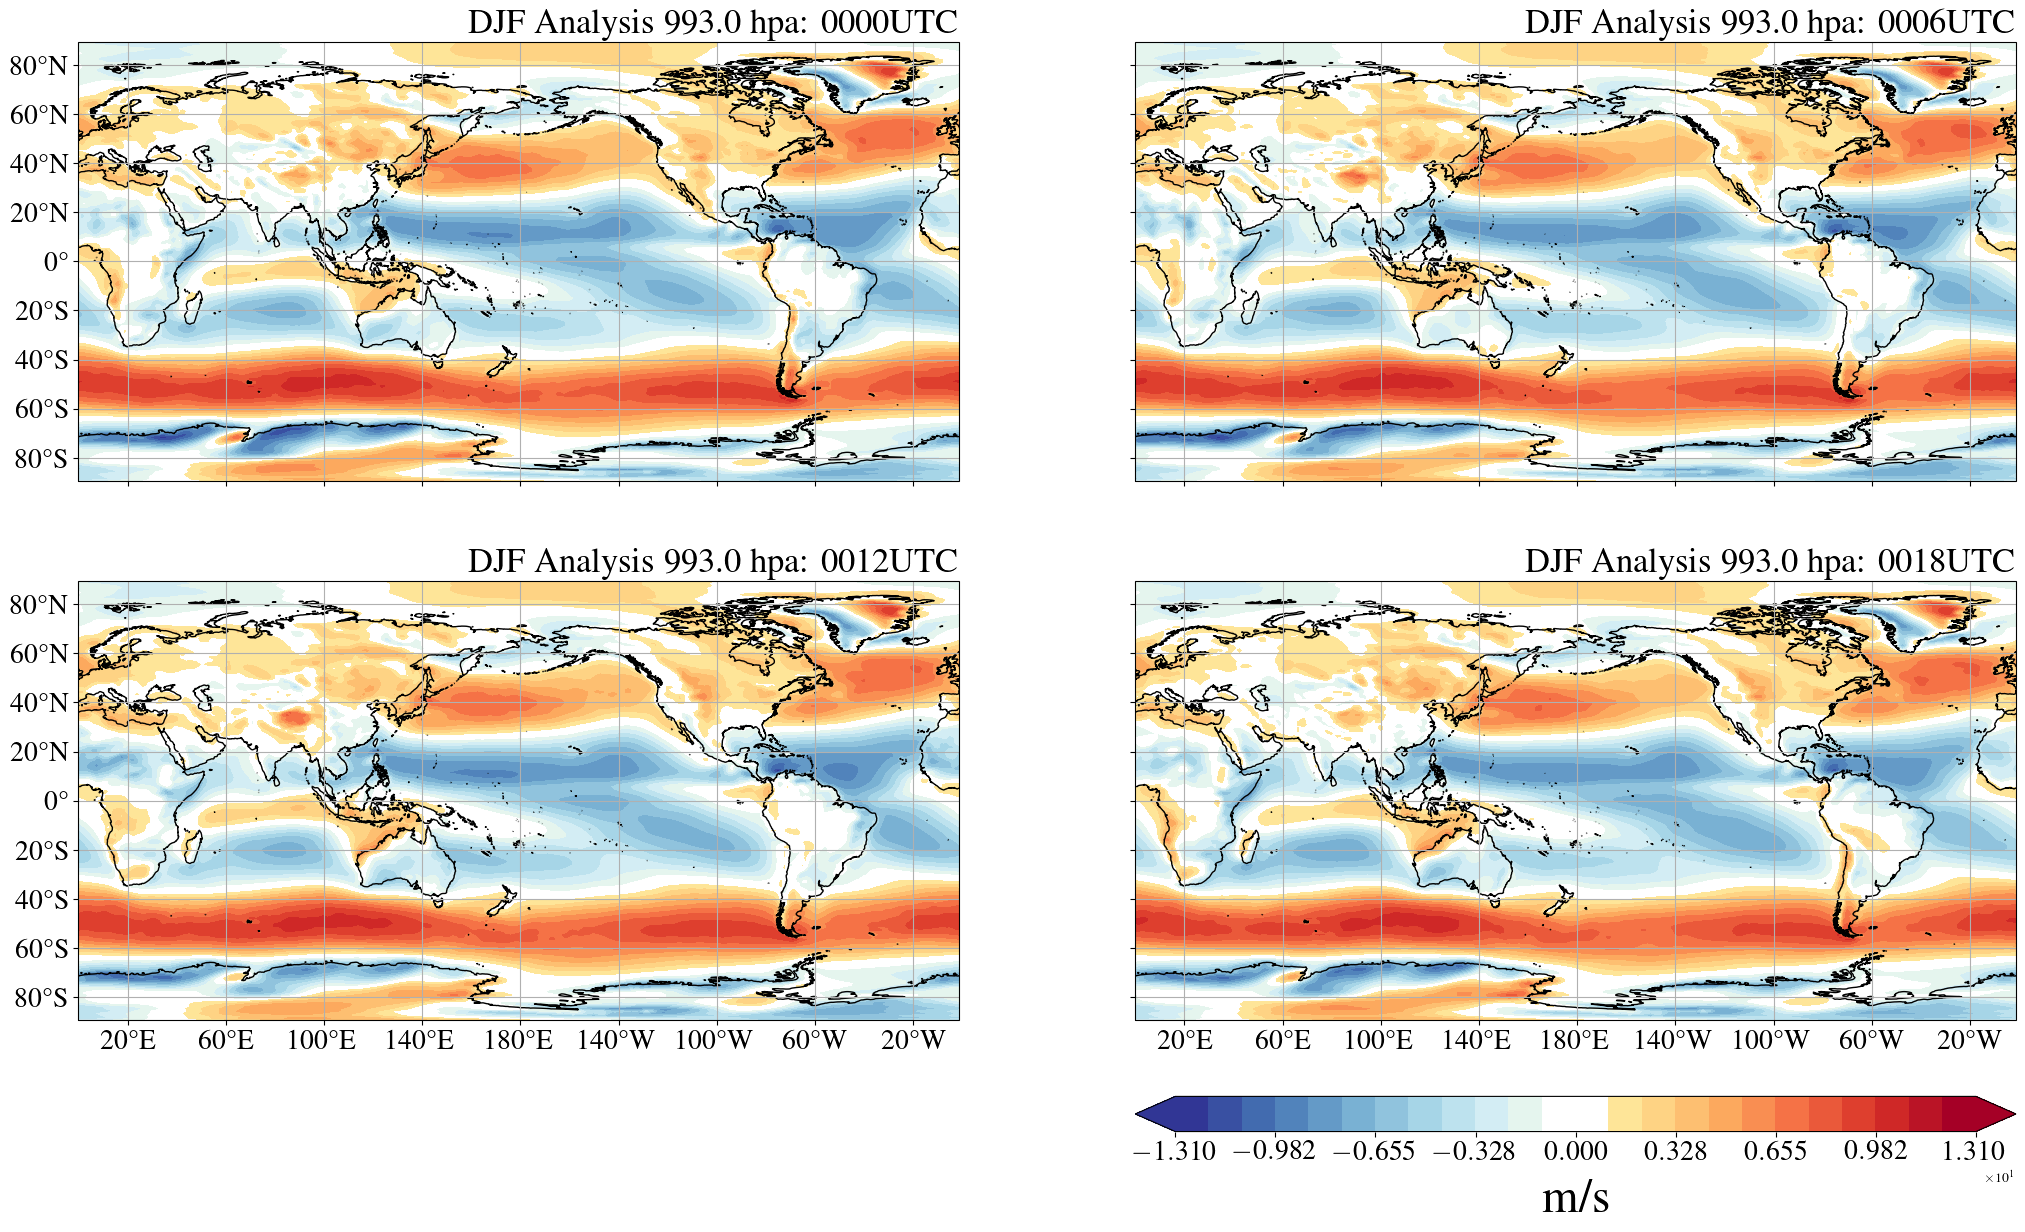 DJF Analysis 993.0 hpa: 0000UTC
DJF Analysis 993.0 hpa: 0006UTC
80°N
60°N
40°N
20°N
0°
20°S
40°S
60°S
80°S
DJF Analysis 993.0 hpa: 0012UTC
DJF Analysis 993.0 hpa: 0018UTC
80°N
60°N
40°N
20°N
0°
20°S
40°S
60°S
80°S
20°E 60°E 100°E 140°E 180°E 140°W 100°W 60°W 20°W
20°E 60°E 100°E 140°E 180°E 140°W 100°W 60°W 20°W
−1.310 −0.982 −0.655 −0.328 0.000 0.328 0.655 0.982 1.310
×10¹
m/s